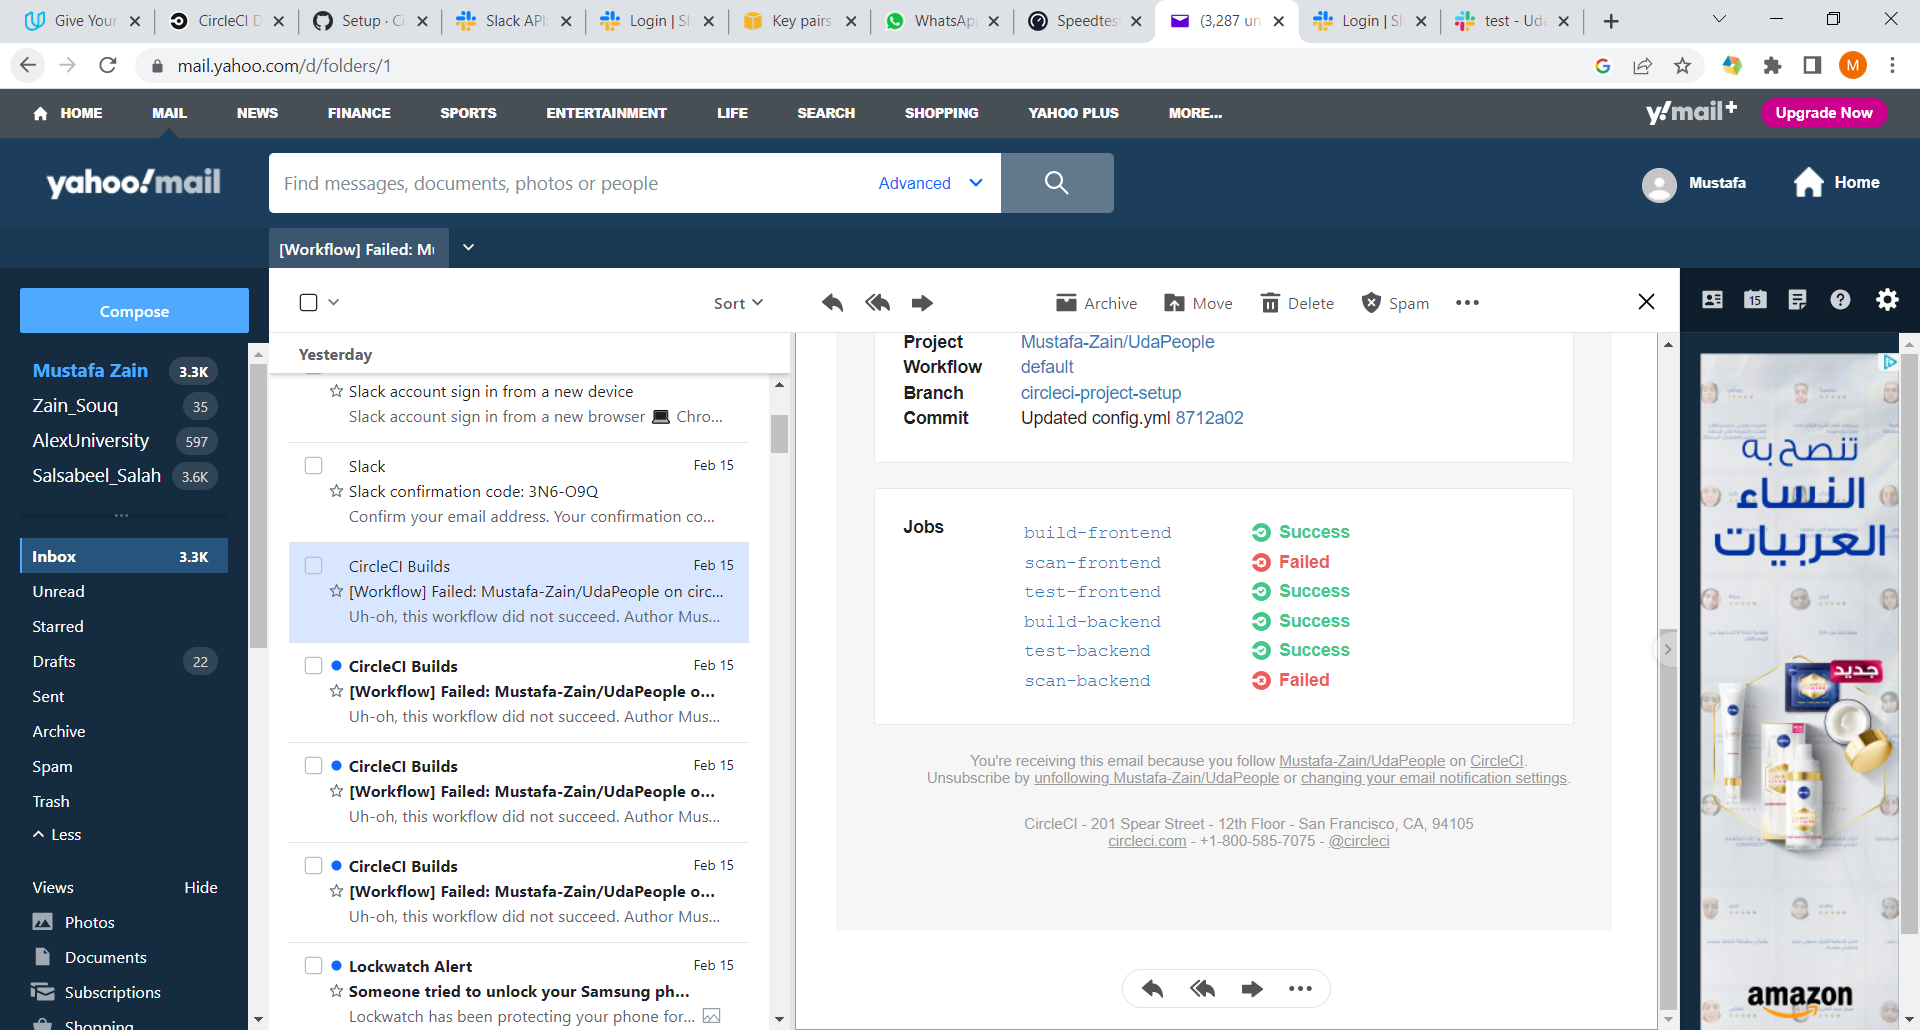 Give Your
CircleCI D
Setup · Ci
Slack API:
Login | Sl
Key pairs
WhatsAp
Speedtes
(3,287 un
Login | Sl
test - Uda
mail.yahoo.com/d/folders/1
M
HOME
MAIL
NEWS
FINANCE
SPORTS
ENTERTAINMENT
LIFE
SEARCH
SHOPPING
YAHOO PLUS
MORE...
y!mail+
Upgrade Now
yahoo!mail
Find messages, documents, photos or people
Advanced
Mustafa
Home
[Workflow] Failed: Mu
Compose
Sort
Archive
Move
Delete
Spam
15
Mustafa Zain 3.3K
Zain_Souq 35
AlexUniversity 597
Salsabeel_Salah 3.6K
Inbox 3.3K
Unread
Starred
Drafts 22
Sent
Archive
Spam
Trash
Less
Views Hide
Photos
Documents
Subscriptions
Shopping
Yesterday
Slack account sign in from a new device
Slack account sign in from a new browser 💻 Chro...
Slack Feb 15
Slack confirmation code: 3N6-O9Q
Confirm your email address. Your confirmation co...
CircleCI Builds Feb 15
[Workflow] Failed: Mustafa-Zain/UdaPeople on circ...
Uh-oh, this workflow did not succeed. Author Mus...
CircleCI Builds Feb 15
[Workflow] Failed: Mustafa-Zain/UdaPeople o...
Uh-oh, this workflow did not succeed. Author Mus...
CircleCI Builds Feb 15
[Workflow] Failed: Mustafa-Zain/UdaPeople o...
Uh-oh, this workflow did not succeed. Author Mus...
CircleCI Builds Feb 15
[Workflow] Failed: Mustafa-Zain/UdaPeople o...
Uh-oh, this workflow did not succeed. Author Mus...
Lockwatch Alert Feb 15
Someone tried to unlock your Samsung ph...
Lockwatch has been protecting your phone for...
Project Mustafa-Zain/UdaPeople
Workflow default
Branch circleci-project-setup
Commit Updated config.yml 8712a02
Jobs
build-frontend Success
scan-frontend Failed
test-frontend Success
build-backend Success
test-backend Success
scan-backend Failed
You're receiving this email because you follow Mustafa-Zain/UdaPeople on CircleCI.
Unsubscribe by unfollowing Mustafa-Zain/UdaPeople or changing your email notification settings.
CircleCI - 201 Spear Street - 12th Floor - San Francisco, CA, 94105
circleci.com - +1-800-585-7075 - @circleci
تنصح به
النساء
العربيات
جديد
NIVEA
amazon